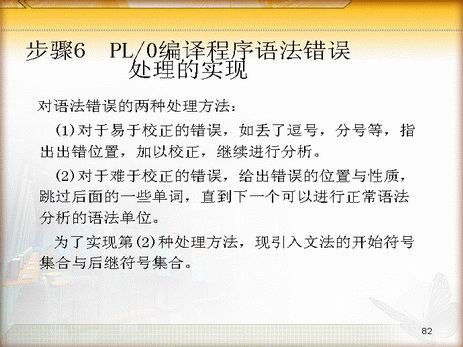 步骤6 PL/0编译程序语法错误
处理的实现
对语法错误的两种处理方法：
(1)对于易于校正的错误，如丢了逗号，分号等，指
出出错位置，加以校正，继续进行分析。
(2)对于难于校正的错误，给出错误的位置与性质，
跳过后面的一些单词，直到下一个可以进行正常语法
分析的语法单位。
为了实现第(2)种处理方法，现引入文法的开始符号
集合与后继符号集合。
82